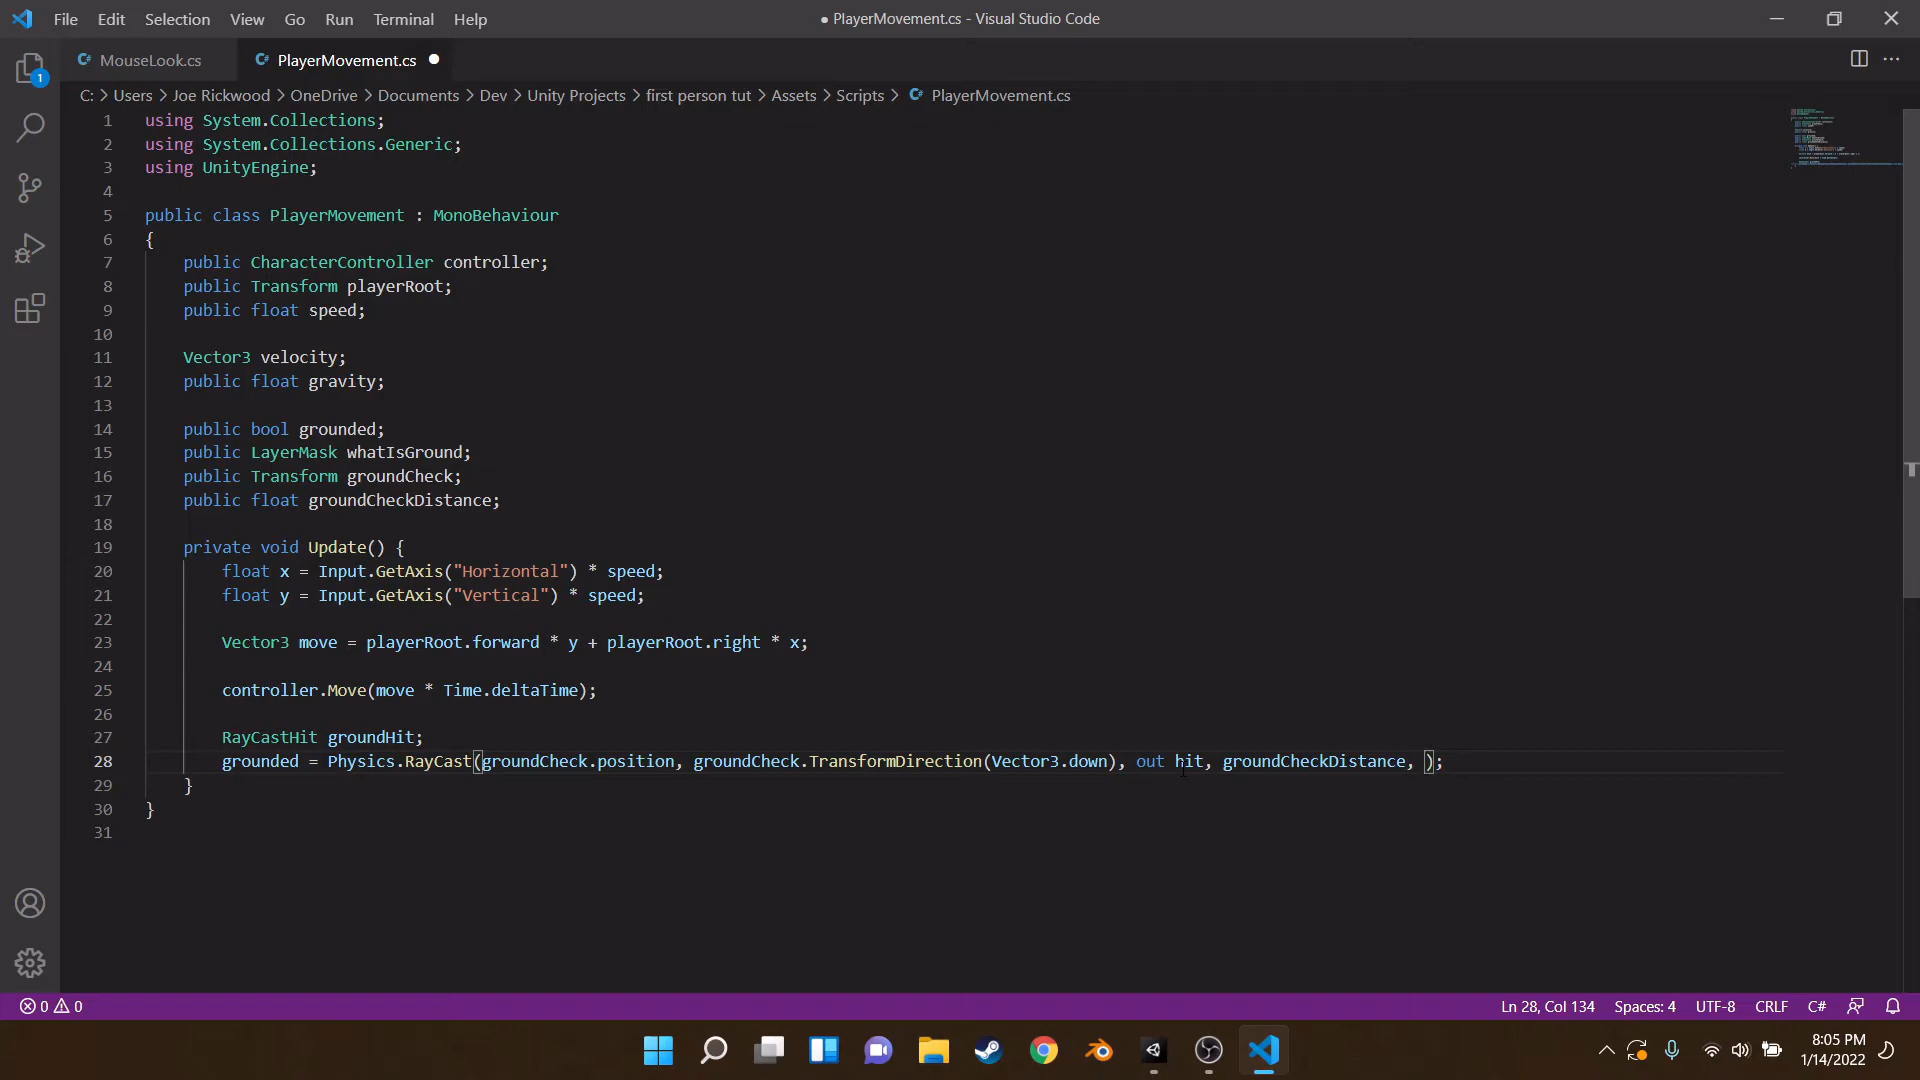 File Edit Selection View Go Run Terminal Help
● PlayerMovement.cs - Visual Studio Code
MouseLook.cs
PlayerMovement.cs
1
C: > Users > Joe Rickwood > OneDrive > Documents > Dev > Unity Projects > first person tut > Assets > Scripts > PlayerMovement.cs
1 using System.Collections;
2 using System.Collections.Generic;
3 using UnityEngine;
4
5 public class PlayerMovement : MonoBehaviour
6 {
7 public CharacterController controller;
8 public Transform playerRoot;
9 public float speed;
10
11 Vector3 velocity;
12 public float gravity;
13
14 public bool grounded;
15 public LayerMask whatIsGround;
16 public Transform groundCheck;
17 public float groundCheckDistance;
18
19 private void Update() {
20 float x = Input.GetAxis("Horizontal") * speed;
21 float y = Input.GetAxis("Vertical") * speed;
22
23 Vector3 move = playerRoot.forward * y + playerRoot.right * x;
24
25 controller.Move(move * Time.deltaTime);
26
27 RayCastHit groundHit;
28 grounded = Physics.RayCast(groundCheck.position, groundCheck.TransformDirection(Vector3.down), out hit, groundCheckDistance, );
29 }
30 }
31
0 0
Ln 28, Col 134 Spaces: 4 UTF-8 CRLF C#
8:05 PM
1/14/2022